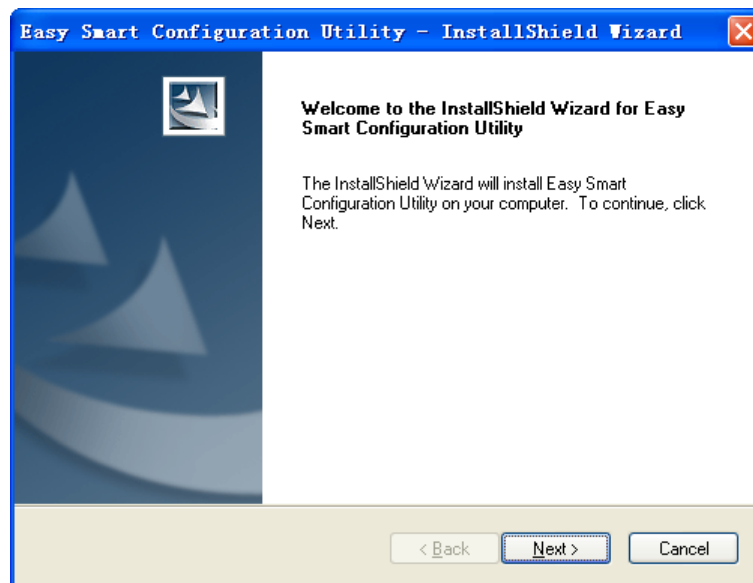 Easy Smart Configuration Utility - InstallShield Wizard
Welcome to the InstallShield Wizard for Easy
Smart Configuration Utility
The InstallShield Wizard will install Easy Smart
Configuration Utility on your computer. To continue, click
Next.
< Back
Next >
Cancel